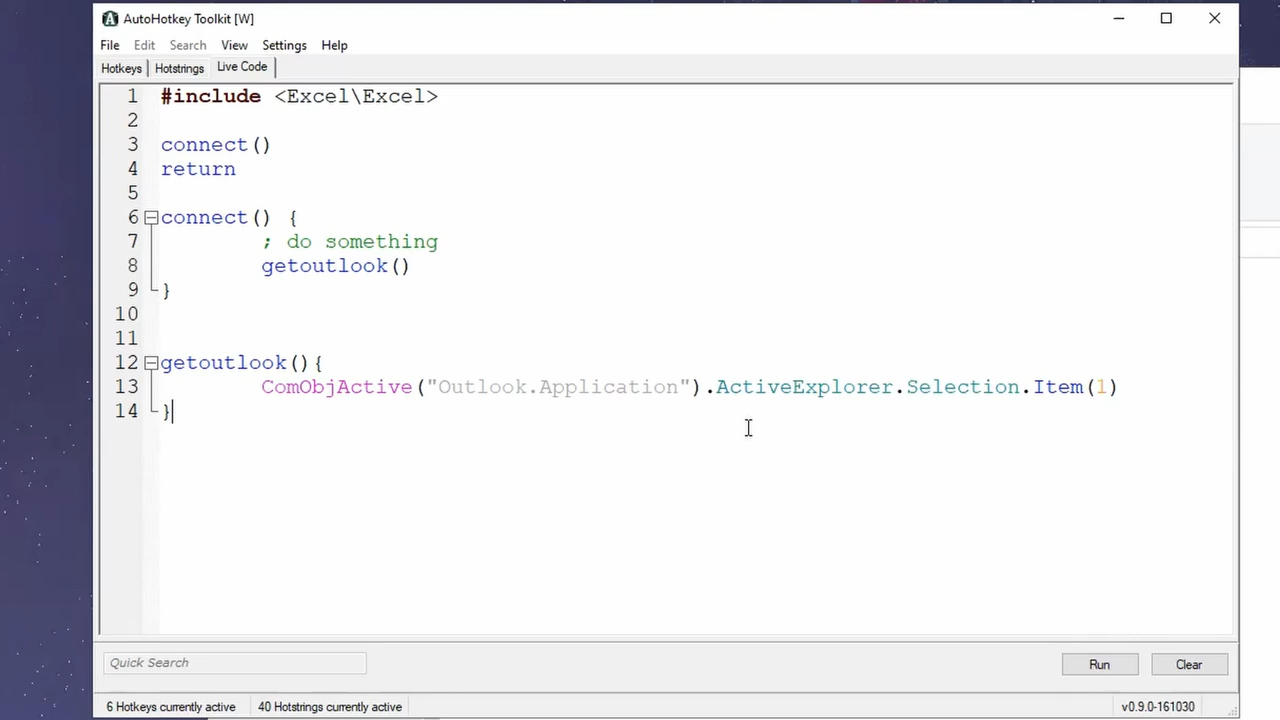 AutoHotkey Toolkit [W]
File Edit Search View Settings Help
Hotkeys Hotstrings Live Code
1 #include <Excel\Excel>
2
3 connect()
4 return
5
6 connect() {
7 ; do something
8 getoutlook()
9 }
10
11
12 getoutlook(){
13 ComObjActive("Outlook.Application").ActiveExplorer.Selection.Item(1)
14 }
Quick Search
Run Clear
6 Hotkeys currently active 40 Hotstrings currently active v0.9.0-161030